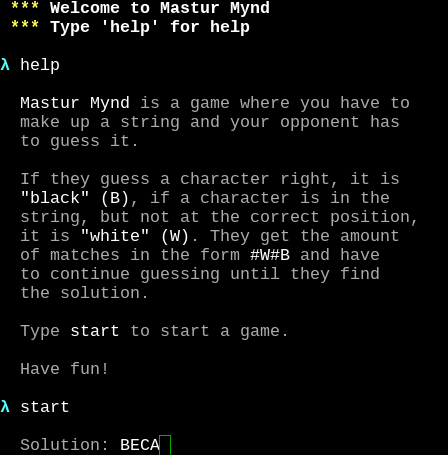 *** Welcome to Mastur Mynd
*** Type 'help' for help
λ help
Mastur Mynd is a game where you have to
make up a string and your opponent has
to guess it.
If they guess a character right, it is
"black" (B), if a character is in the
string, but not at the correct position,
it is "white" (W). They get the amount
of matches in the form #W#B and have
to continue guessing until they find
the solution.
Type start to start a game.
Have fun!
λ start
Solution: BECA